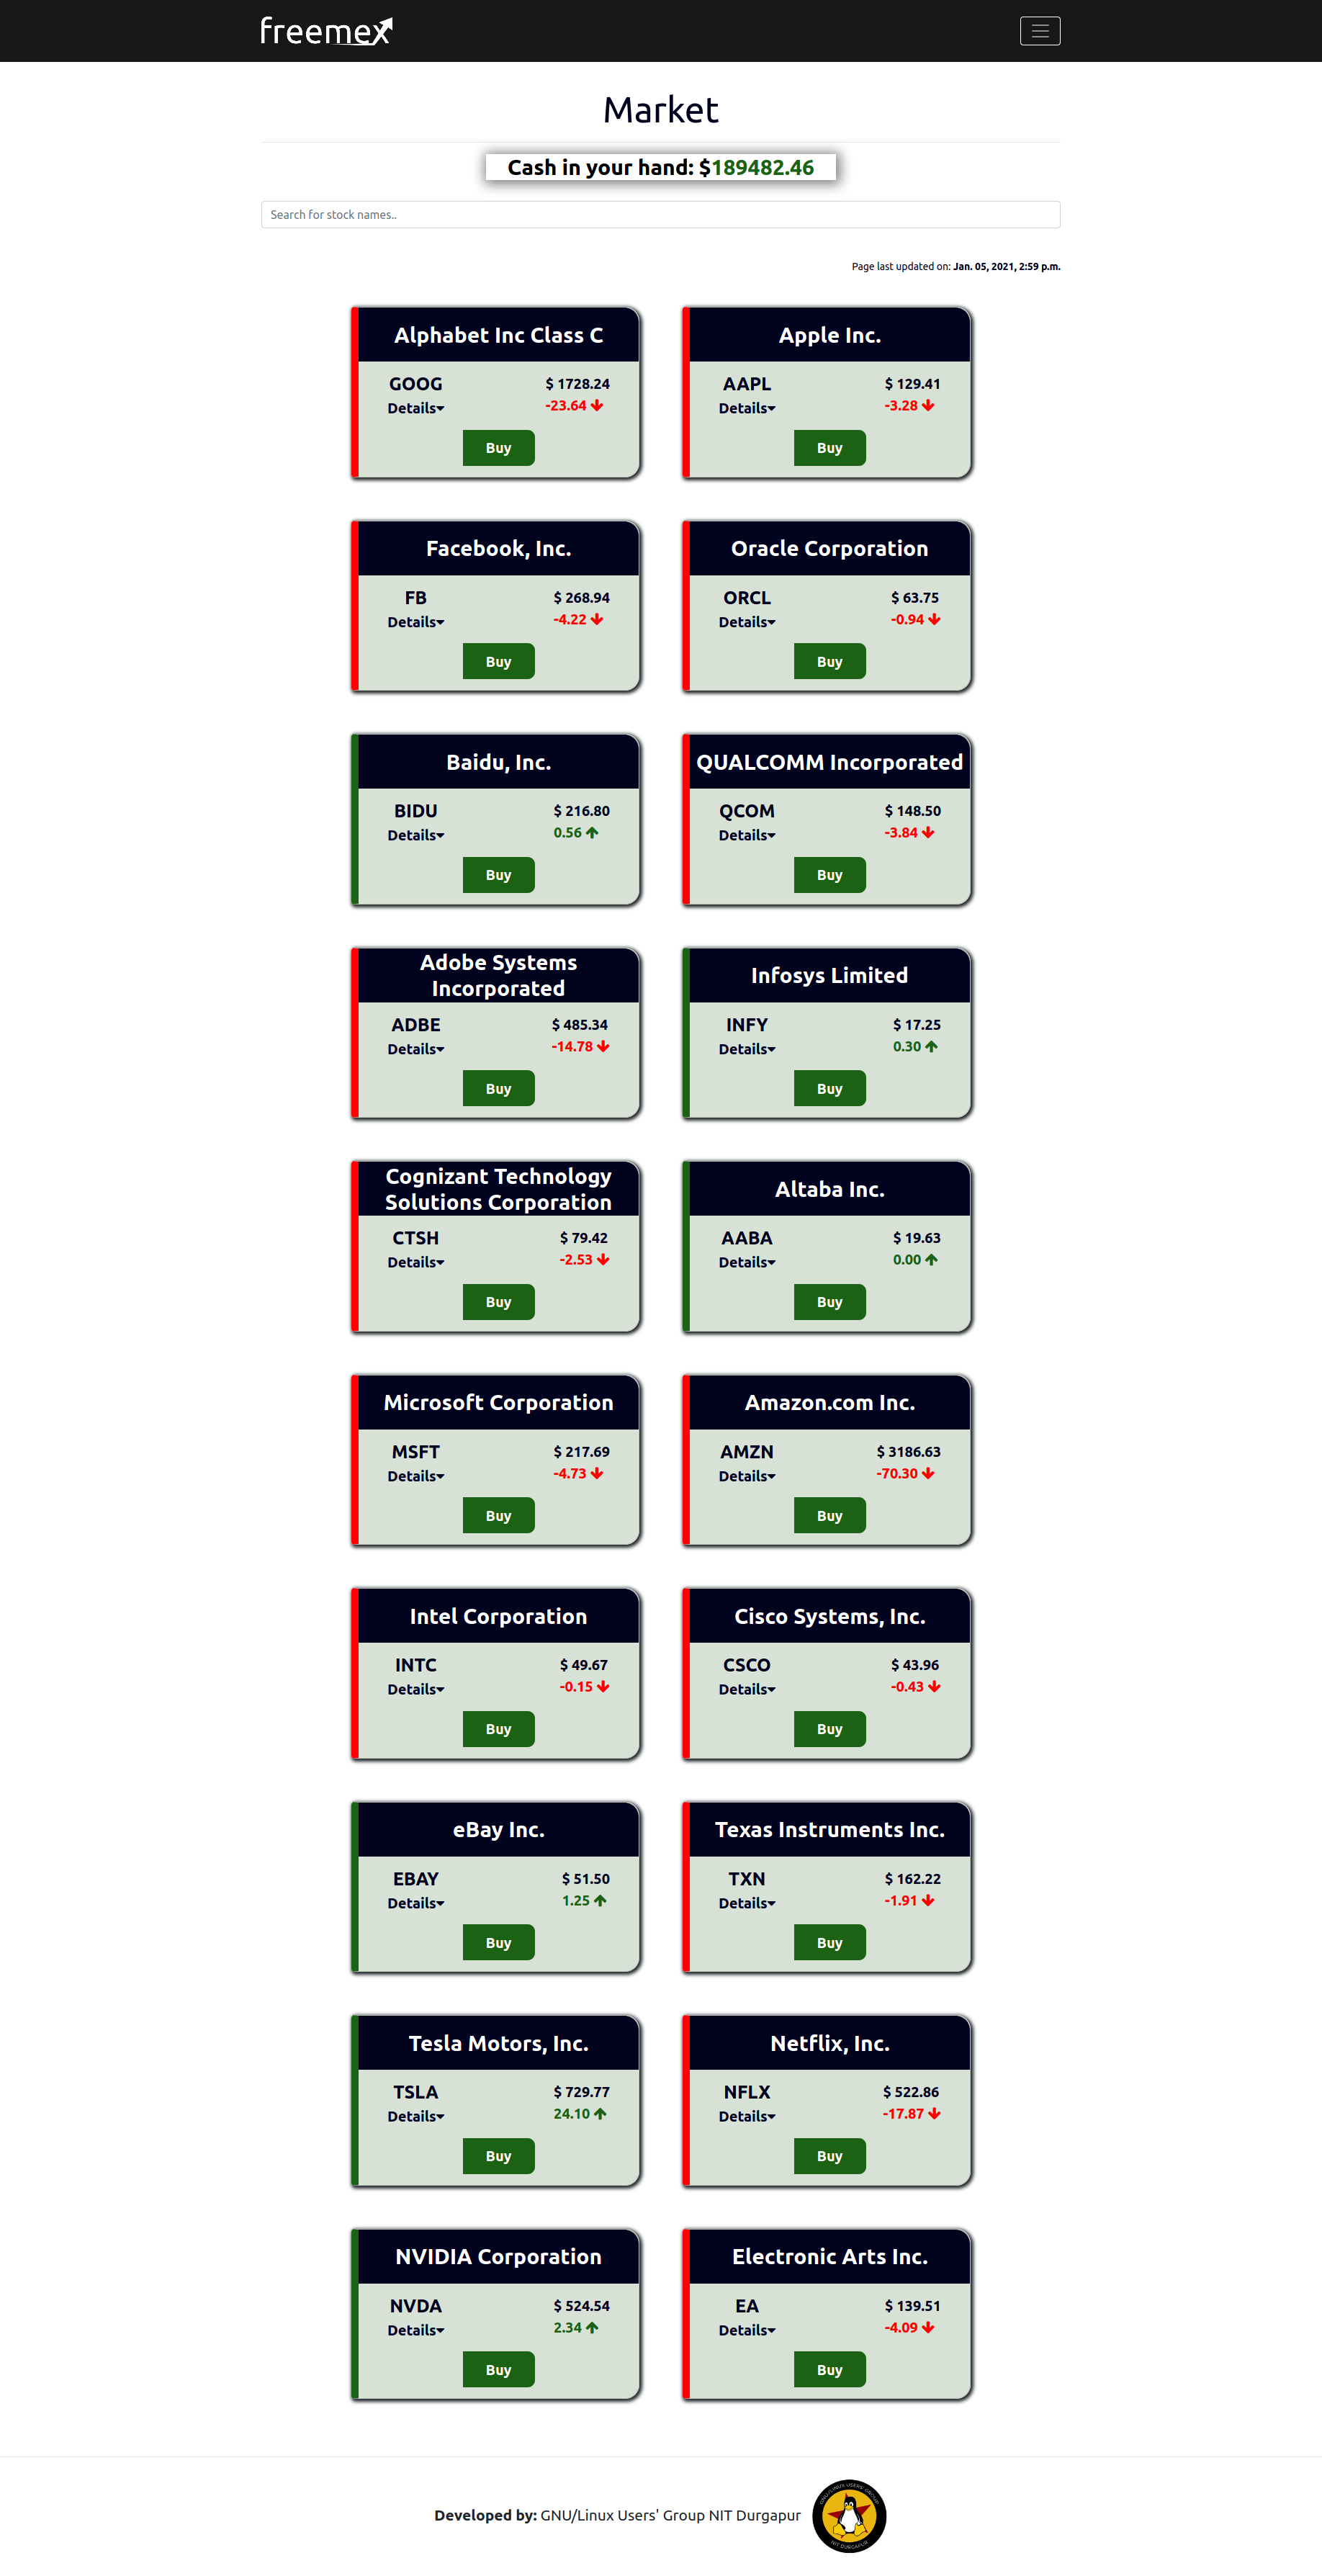 freemex
Market
Cash in your hand: $189482.46
Search for stock names..
Page last updated on: Jan. 05, 2021, 2:59 p.m.
Alphabet Inc Class C
GOOG
$ 1728.24
Details
-23.64
Buy
Apple Inc.
AAPL
$ 129.41
Details
-3.28
Buy
Facebook, Inc.
FB
$ 268.94
Details
-4.22
Buy
Oracle Corporation
ORCL
$ 63.75
Details
-0.94
Buy
Baidu, Inc.
BIDU
$ 216.80
Details
0.56
Buy
QUALCOMM Incorporated
QCOM
$ 148.50
Details
-3.84
Buy
Adobe Systems
Incorporated
ADBE
$ 485.34
Details
-14.78
Buy
Infosys Limited
INFY
$ 17.25
Details
0.30
Buy
Cognizant Technology
Solutions Corporation
CTSH
$ 79.42
Details
-2.53
Buy
Altaba Inc.
AABA
$ 19.63
Details
0.00
Buy
Microsoft Corporation
MSFT
$ 217.69
Details
-4.73
Buy
Amazon.com Inc.
AMZN
$ 3186.63
Details
-70.30
Buy
Intel Corporation
INTC
$ 49.67
Details
-0.15
Buy
Cisco Systems, Inc.
CSCO
$ 43.96
Details
-0.43
Buy
eBay Inc.
EBAY
$ 51.50
Details
1.25
Buy
Texas Instruments Inc.
TXN
$ 162.22
Details
-1.91
Buy
Tesla Motors, Inc.
TSLA
$ 729.77
Details
24.10
Buy
Netflix, Inc.
NFLX
$ 522.86
Details
-17.87
Buy
NVIDIA Corporation
NVDA
$ 524.54
Details
2.34
Buy
Electronic Arts Inc.
EA
$ 139.51
Details
-4.09
Buy
Developed by: GNU/Linux Users' Group NIT Durgapur
GNU/LINUX USERS' GROUP
NIT DURGAPUR